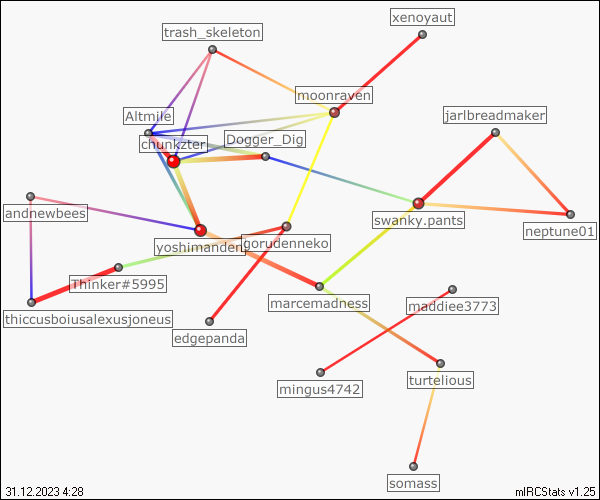 xenoyaut
trash_skeleton
moonraven
Altmile
jarlbreadmaker
chunkzter
Dogger_Dig
andnewbees
swanky.pants
neptune01
gorudenneko
Thinker#5995
marcemadness
maddiee3773
thiccusboiusalexusjoneus
edgepanda
mingus4742
turtelious
somass
31.12.2023 4:28
mIRCStats v1.25